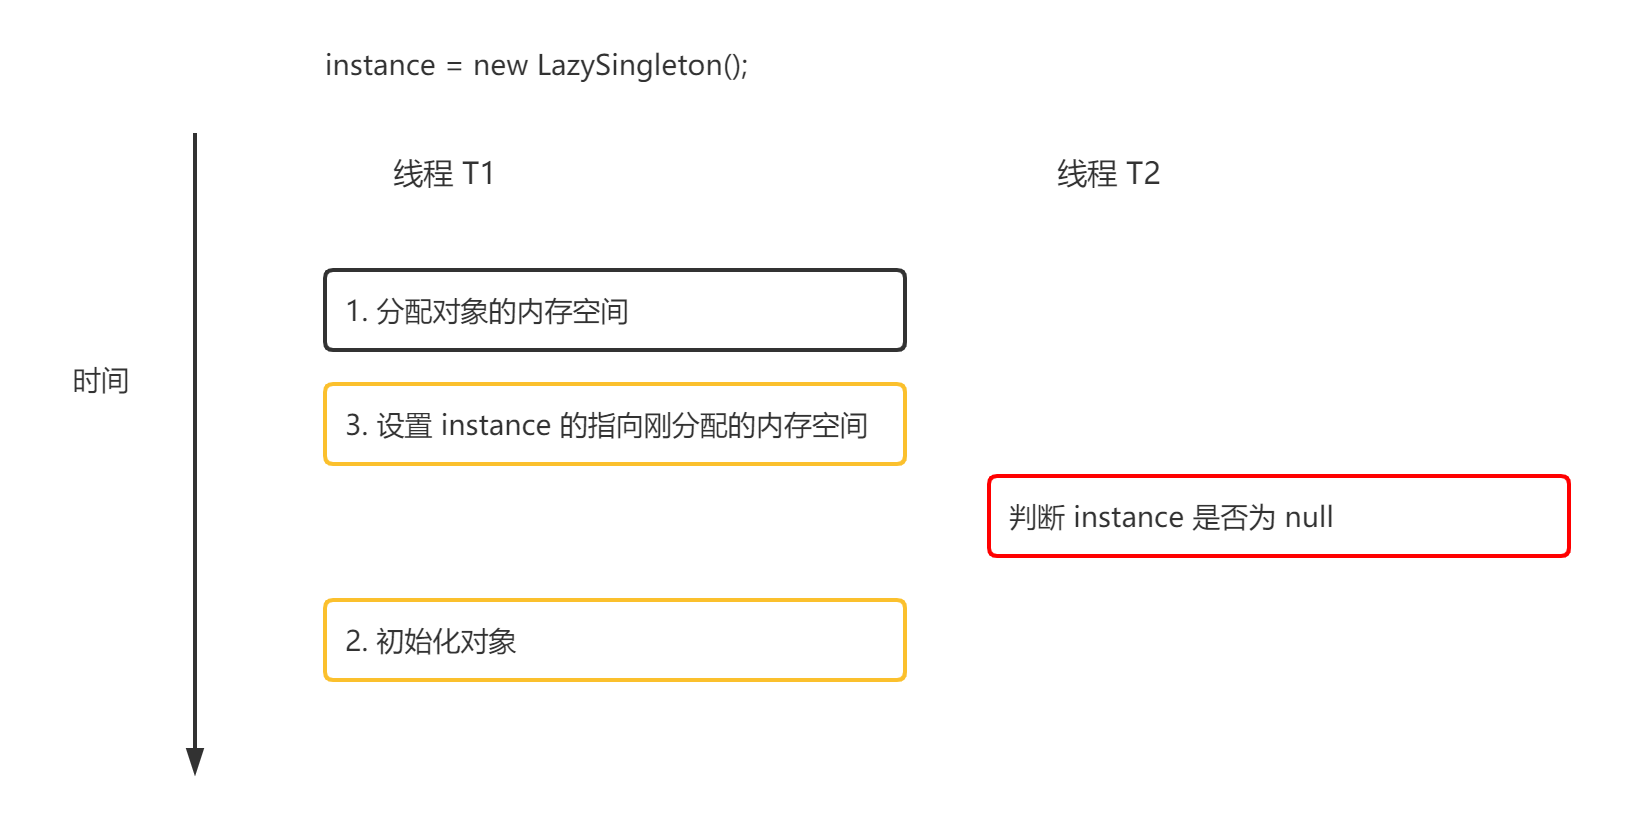 instance = new LazySingleton();
线程 T1
线程 T2
1. 分配对象的内存空间
时间
3. 设置 instance 的指向刚分配的内存空间
判断 instance 是否为 null
2. 初始化对象